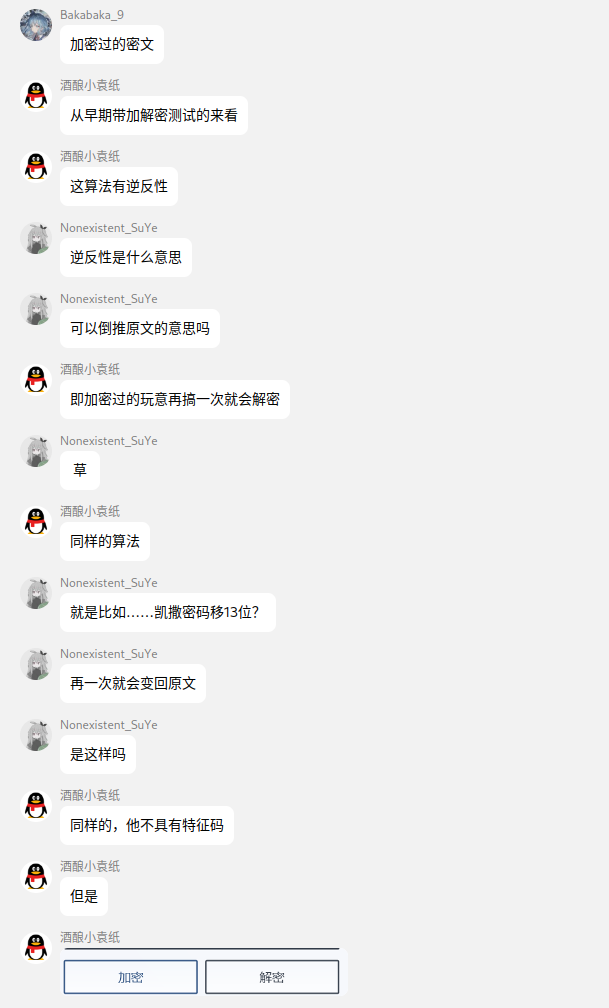 Bakabaka_9
加密过的密文
酒酿小袁纸
从早期带加解密测试的来看
酒酿小袁纸
这算法有逆反性
Nonexistent_SuYe
逆反性是什么意思
Nonexistent_SuYe
可以倒推原文的意思吗
酒酿小袁纸
即加密过的玩意再搞一次就会解密
Nonexistent_SuYe
草
酒酿小袁纸
同样的算法
Nonexistent_SuYe
就是比如……凯撒密码移13位?
Nonexistent_SuYe
再一次就会变回原文
Nonexistent_SuYe
是这样吗
酒酿小袁纸
同样的，他不具有特征码
酒酿小袁纸
但是
酒酿小袁纸
加密 解密